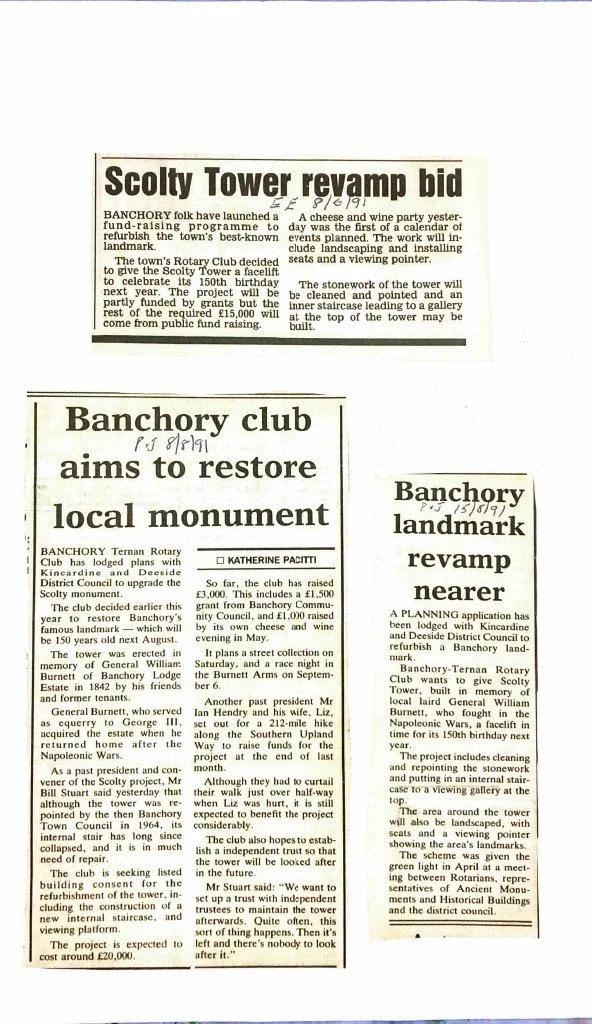 Scolty Tower revamp bid
EE 8/6/91
BANCHORY folk have launched a
fund-raising programme to
refurbish the town's best-known
landmark.
The town's Rotary Club decided
to give the Scolty Tower a facelift
to celebrate its 150th birthday
next year. The project will be
partly funded by grants but the
rest of the required £15,000 will
come from public fund raising.
A cheese and wine party yester-
day was the first of a calendar of
events planned. The work will in-
clude landscaping and installing
seats and a viewing pointer.
The stonework of the tower will
be cleaned and pointed and an
inner staircase leading to a gallery
at the top of the tower may be
built.
Banchory club
P+J 8/8/91
aims to restore
local monument
BANCHORY Ternan Rotary
Club has lodged plans with
Kincardine and Deeside
District Council to upgrade the
Scolty monument.
The club decided earlier this
year to restore Banchory's
famous landmark — which will
be 150 years old next August.
The tower was erected in
memory of General William
Burnett of Banchory Lodge
Estate in 1842 by his friends
and former tenants.
General Burnett, who served
as equerry to George III,
acquired the estate when he
returned home after the
Napoleonic Wars.
As a past president and con-
vener of the Scolty project, Mr
Bill Stuart said yesterday that
although the tower was re-
pointed by the then Banchory
Town Council in 1964, its
internal stair has long since
collapsed, and it is in much
need of repair.
The club is seeking listed
building consent for the
refurbishment of the tower, in-
cluding the construction of a
new internal staircase, and
viewing platform.
The project is expected to
cost around £20,000.
□ KATHERINE PACITTI
So far, the club has raised
£3,000. This includes a £1,500
grant from Banchory Commu-
nity Council, and £1,000 raised
by its own cheese and wine
evening in May.
It plans a street collection on
Saturday, and a race night in
the Burnett Arms on Septem-
ber 6.
Another past president Mr
Ian Hendry and his wife, Liz,
set out for a 212-mile hike
along the Southern Upland
Way to raise funds for the
project at the end of last
month.
Although they had to curtail
their walk just over half-way
when Liz was hurt, it is still
expected to benefit the project
considerably.
The club also hopes to estab-
lish a independent trust so that
the tower will be looked after
in the future.
Mr Stuart said: "We want to
set up a trust with independent
trustees to maintain the tower
afterwards. Quite often, this
sort of thing happens. Then it's
left and there's nobody to look
after it."
Banchory
P+J 15/8/91
landmark
revamp
nearer
A PLANNING application has
been lodged with Kincardine
and Deeside District Council to
refurbish a Banchory land-
mark.
Banchory-Ternan Rotary
Club wants to give Scolty
Tower, built in memory of
local laird General William
Burnett, who fought in the
Napoleonic Wars, a facelift in
time for its 150th birthday next
year.
The project includes cleaning
and repointing the stonework
and putting in an internal stair-
case to a viewing gallery at the
top.
The area around the tower
will also be landscaped, with
seats and a viewing pointer
showing the area's landmarks.
The scheme was given the
green light in April at a meet-
ing between Rotarians, repre-
sentatives of Ancient Monu-
ments and Historical Buildings
and the district council.